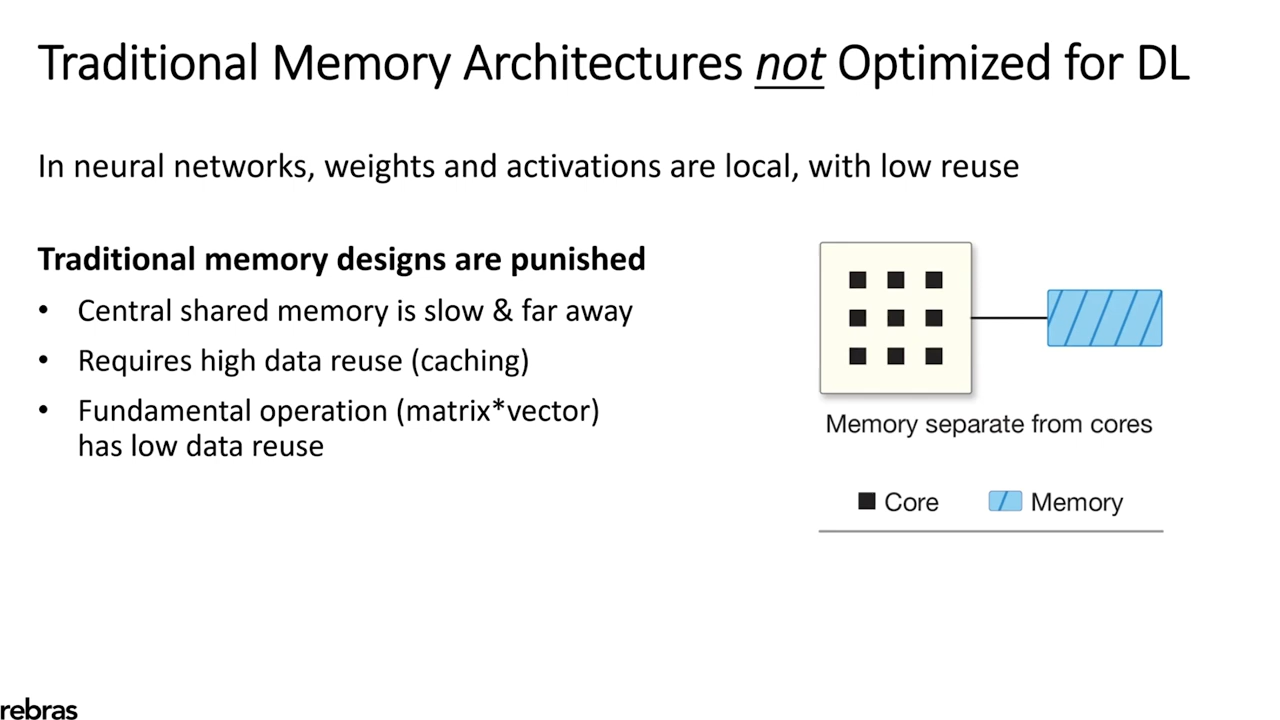 Traditional Memory Architectures not Optimized for DL
In neural networks, weights and activations are local, with low reuse
Traditional memory designs are punished
• Central shared memory is slow & far away
• Requires high data reuse (caching)
• Fundamental operation (matrix*vector)
has low data reuse
Memory separate from cores
Core
Memory
rebras